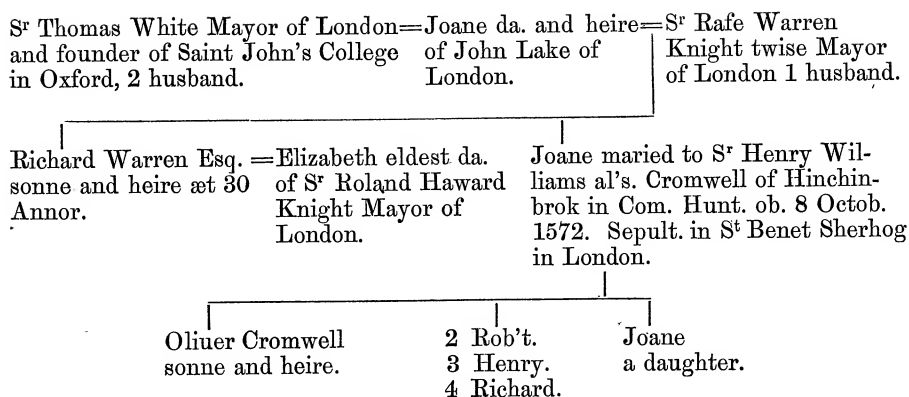 Sʳ Thomas White Mayor of London=Joane da. and heire=Sʳ Rafe Warren
and founder of Saint John's College of John Lake of Knight twise Mayor
in Oxford, 2 husband. London. of London 1 husband.
Richard Warren Esq. =Elizabeth eldest da. Joane maried to Sʳ Henry Wil-
sonne and heire æt 30 of Sʳ Roland Haward liams al's. Cromwell of Hinchin-
Annor. Knight Mayor of brok in Com. Hunt. ob. 8 Octob.
London. 1572. Sepult. in Sᵗ Benet Sherhog
in London.
Oliuer Cromwell 2 Rob't. Joane
sonne and heire. 3 Henry. a daughter.
4 Richard.